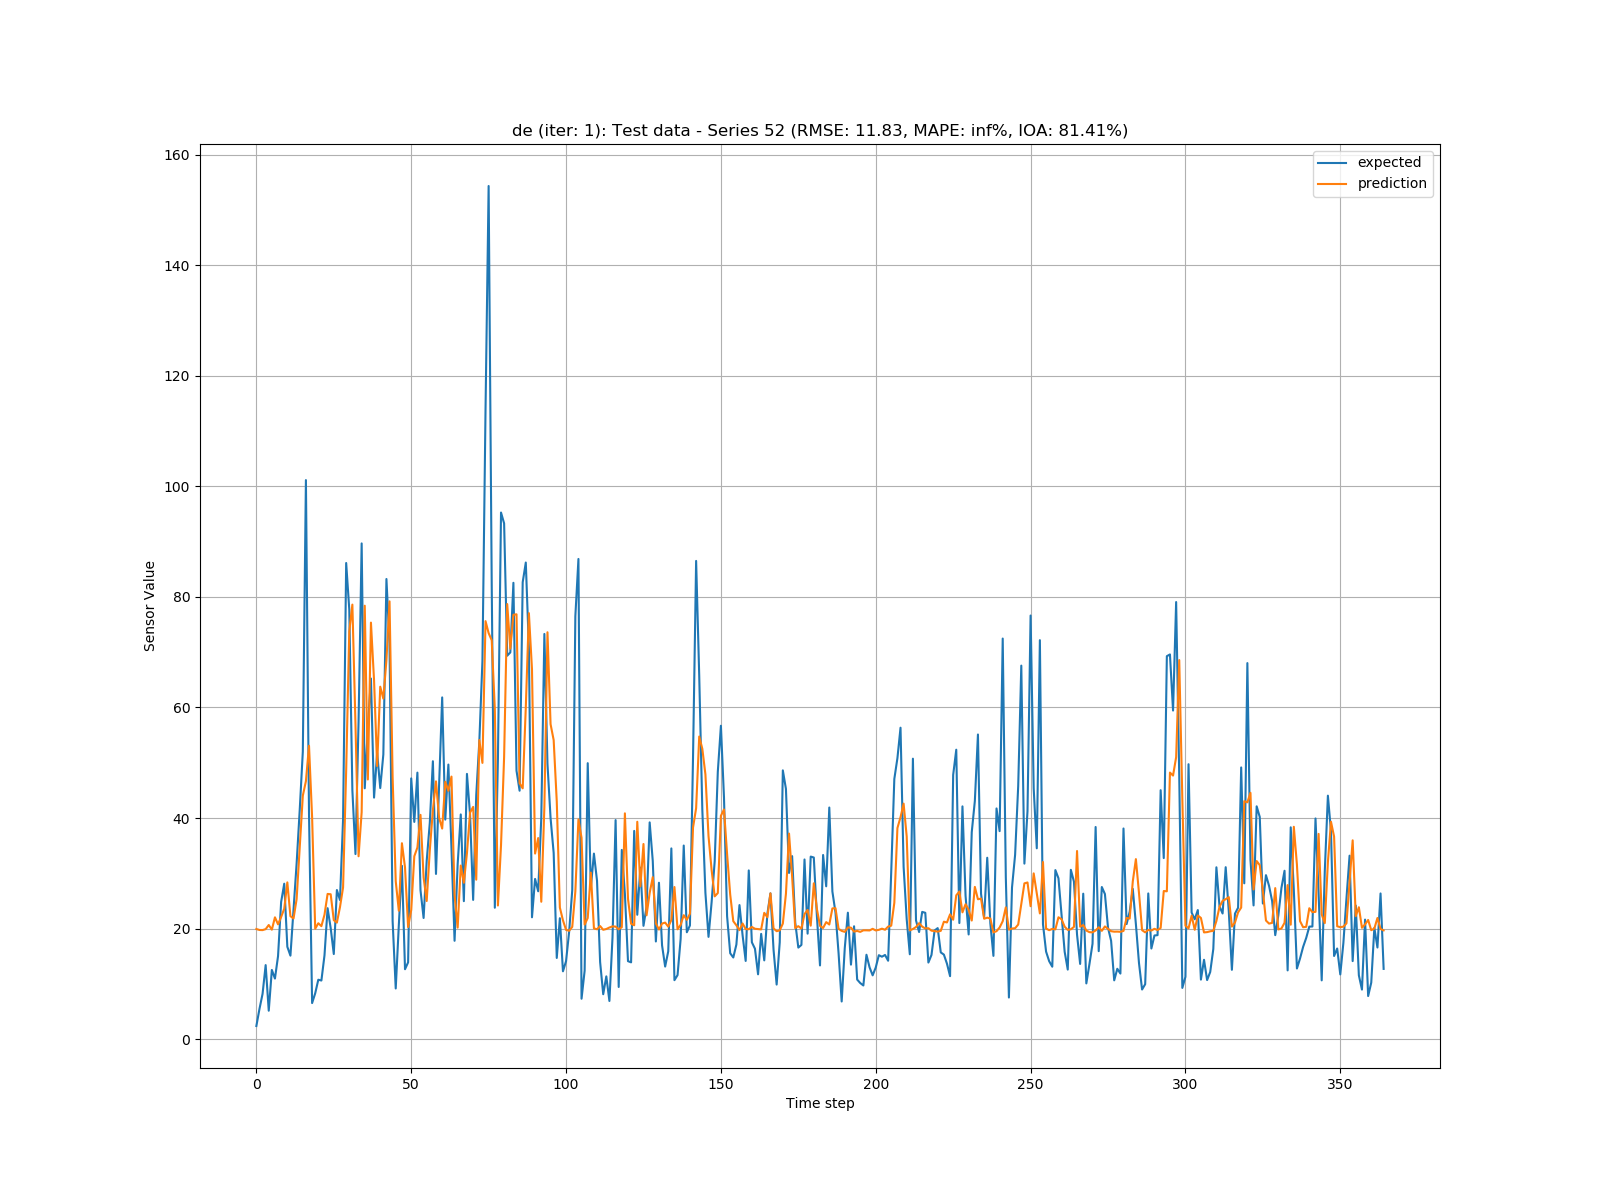 de (iter: 1): Test data - Series 52 (RMSE: 11.83, MAPE: inf%, IOA: 81.41%)
expected
prediction
Sensor Value
160
140
120
100
80
60
40
20
0
0 50 100 150 200 250 300 350
Time step